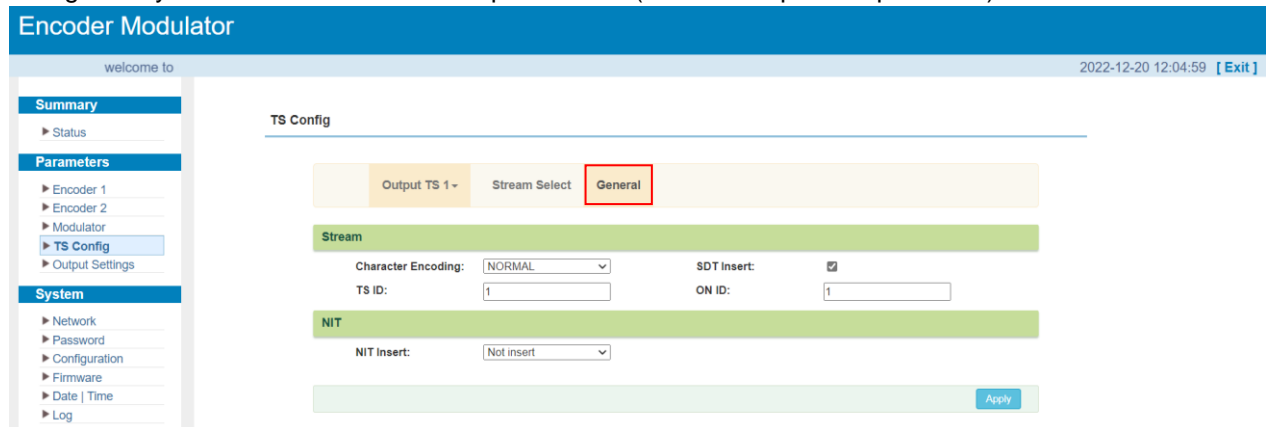 Encoder Modulator
welcome to
2022-12-20 12:04:59 [ Exit ]
Summary
Status
Parameters
Encoder 1
Encoder 2
Modulator
TS Config
Output Settings
System
Network
Password
Configuration
Firmware
Date | Time
Log
TS Config
Output TS 1
Stream Select
General
Stream
Character Encoding: NORMAL SDT Insert:
TS ID: 1 ON ID: 1
NIT
NIT Insert: Not insert
Apply